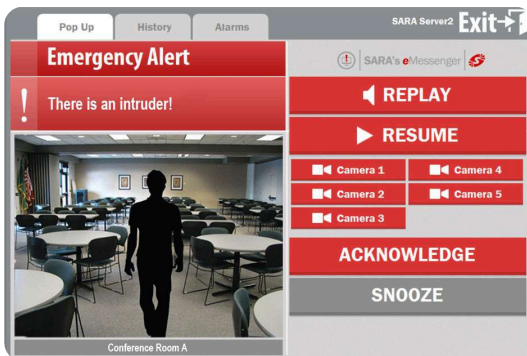 Pop Up
History
Alarms
SARA Server2
Exit
Emergency Alert
SARA's eMessenger
There is an intruder!
REPLAY
RESUME
Camera 1
Camera 4
Camera 2
Camera 5
Camera 3
ACKNOWLEDGE
SNOOZE
Conference Room A